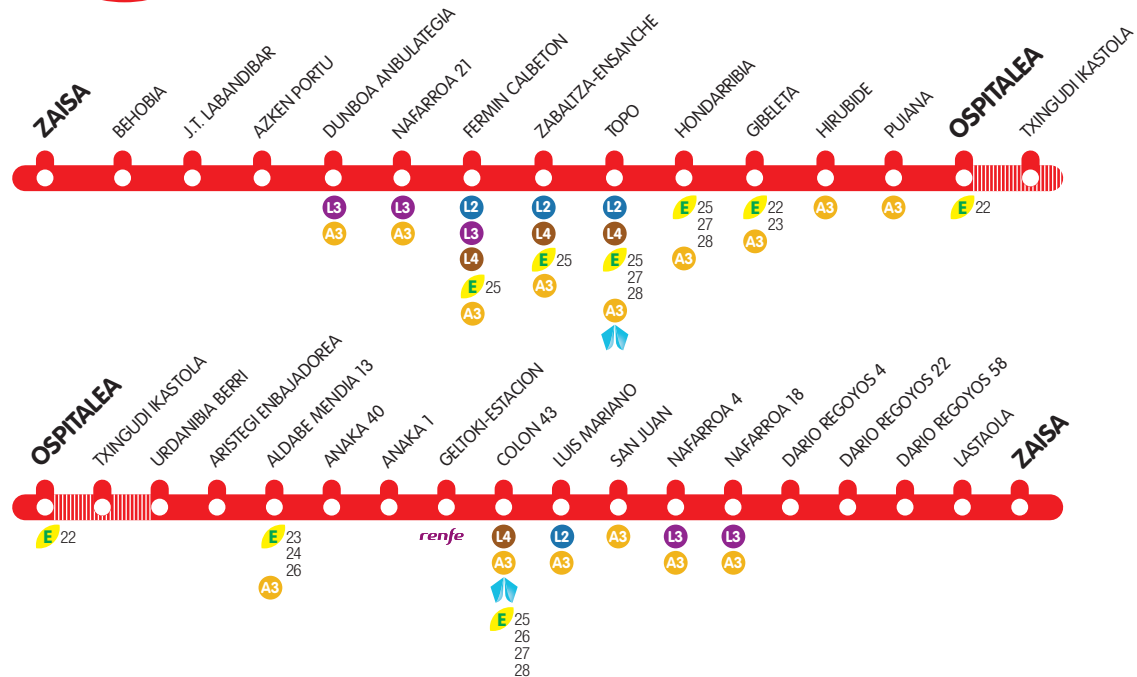 ZAISA
BEHOBIA
J.T. LABANDIBAR
AZKEN PORTU
DUNBOA ANBULATEGIA
NAFARROA 21
FERMIN CALBETON
ZABALTZA-ENSANCHE
TOPO
HONDARRIBIA
GIBELETA
HIRUBIDE
PUIANA
OSPITALEA
TXINGUDI IKASTOLA
L3
A3
L3
A3
L2
L3
L4
E 25
A3
L2
L4
E 25
A3
L2
L4
E 25
27
28
A3
E 25
27
28
A3
E 22
23
A3
A3
A3
E 22
OSPITALEA
TXINGUDI IKASTOLA
URDANIBIA BERRI
ARISTEGI ENBAJADOREA
ALDABE MENDIA 13
ANAKA 40
ANAKA 1
GELTOKI-ESTACION
COLON 43
LUIS MARIANO
SAN JUAN
NAFARROA 4
NAFARROA 18
DARIO REGOYOS 4
DARIO REGOYOS 22
DARIO REGOYOS 58
LASTAOLA
ZAISA
E 22
E 23
24
26
A3
renfe
L4
A3
E 25
26
27
28
L2
A3
A3
L3
A3
L3
A3